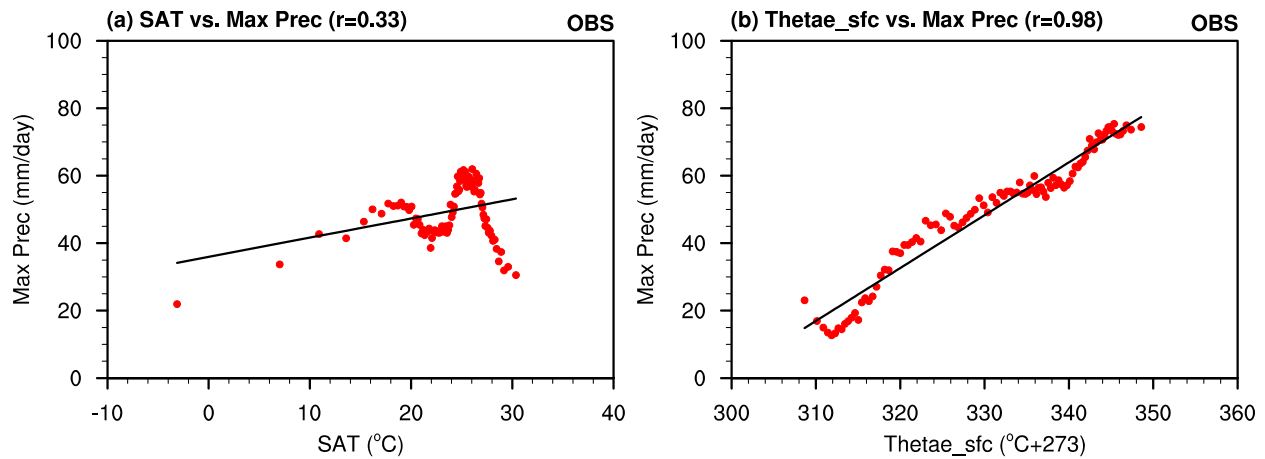 (a) SAT vs. Max Prec (r=0.33) OBS
100
80
60
40
20
0
Max Prec (mm/day)
-10 0 10 20 30 40
SAT (°C)
(b) Thetae_sfc vs. Max Prec (r=0.98) OBS
100
80
60
40
20
0
Max Prec (mm/day)
300 310 320 330 340 350 360
Thetae_sfc (°C+273)